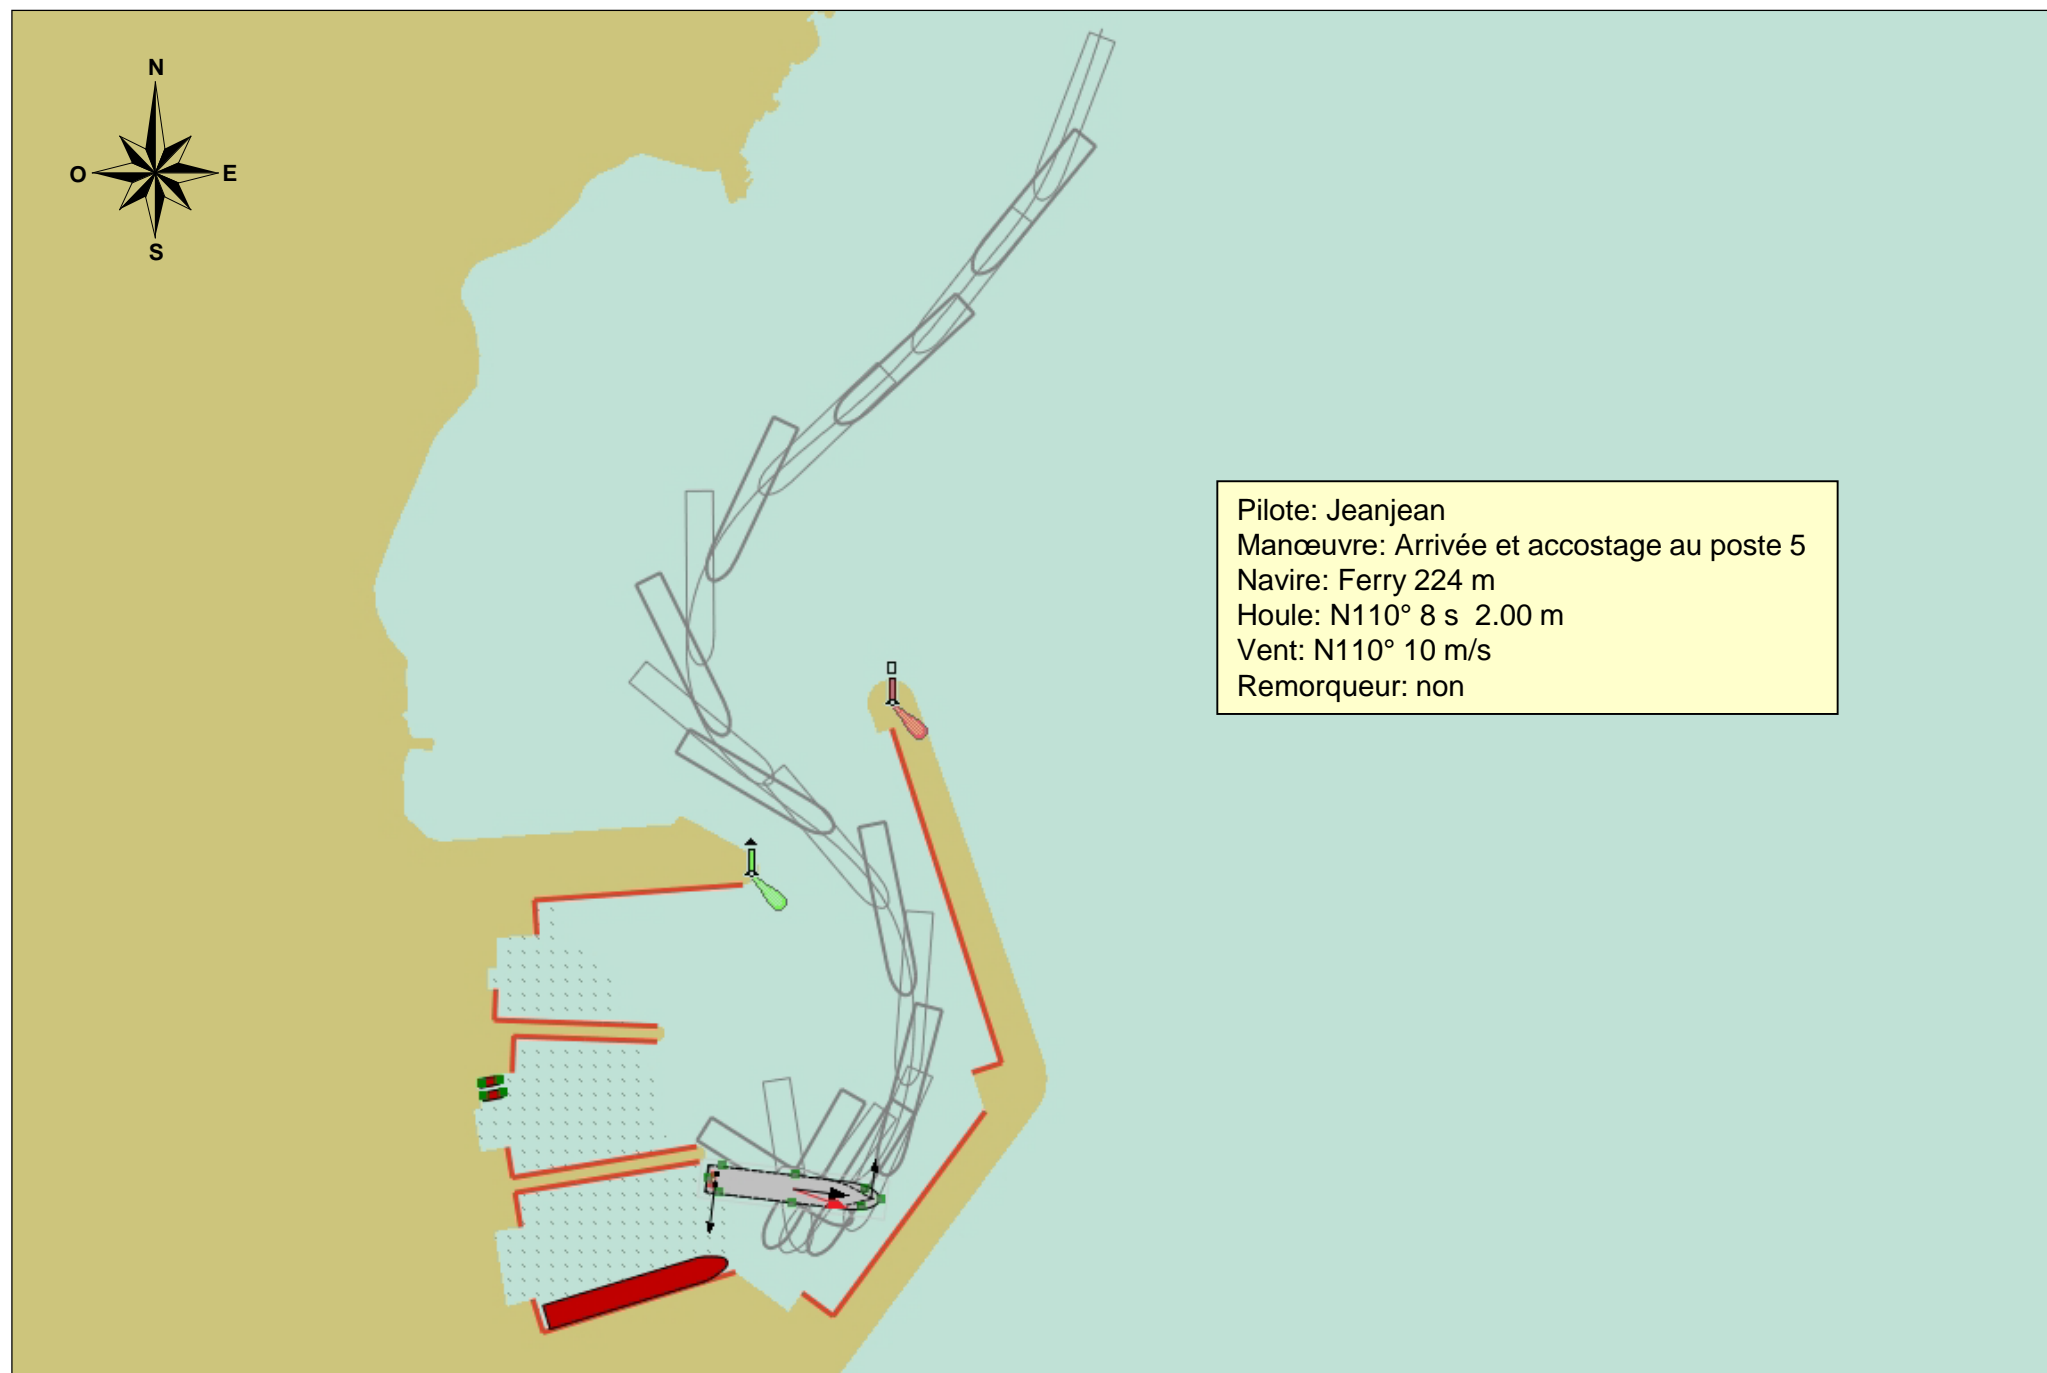 N
O E
S
Pilote: Jeanjean
Manœuvre: Arrivée et accostage au poste 5
Navire: Ferry 224 m
Houle: N110° 8 s  2.00 m
Vent: N110° 10 m/s
Remorqueur: non